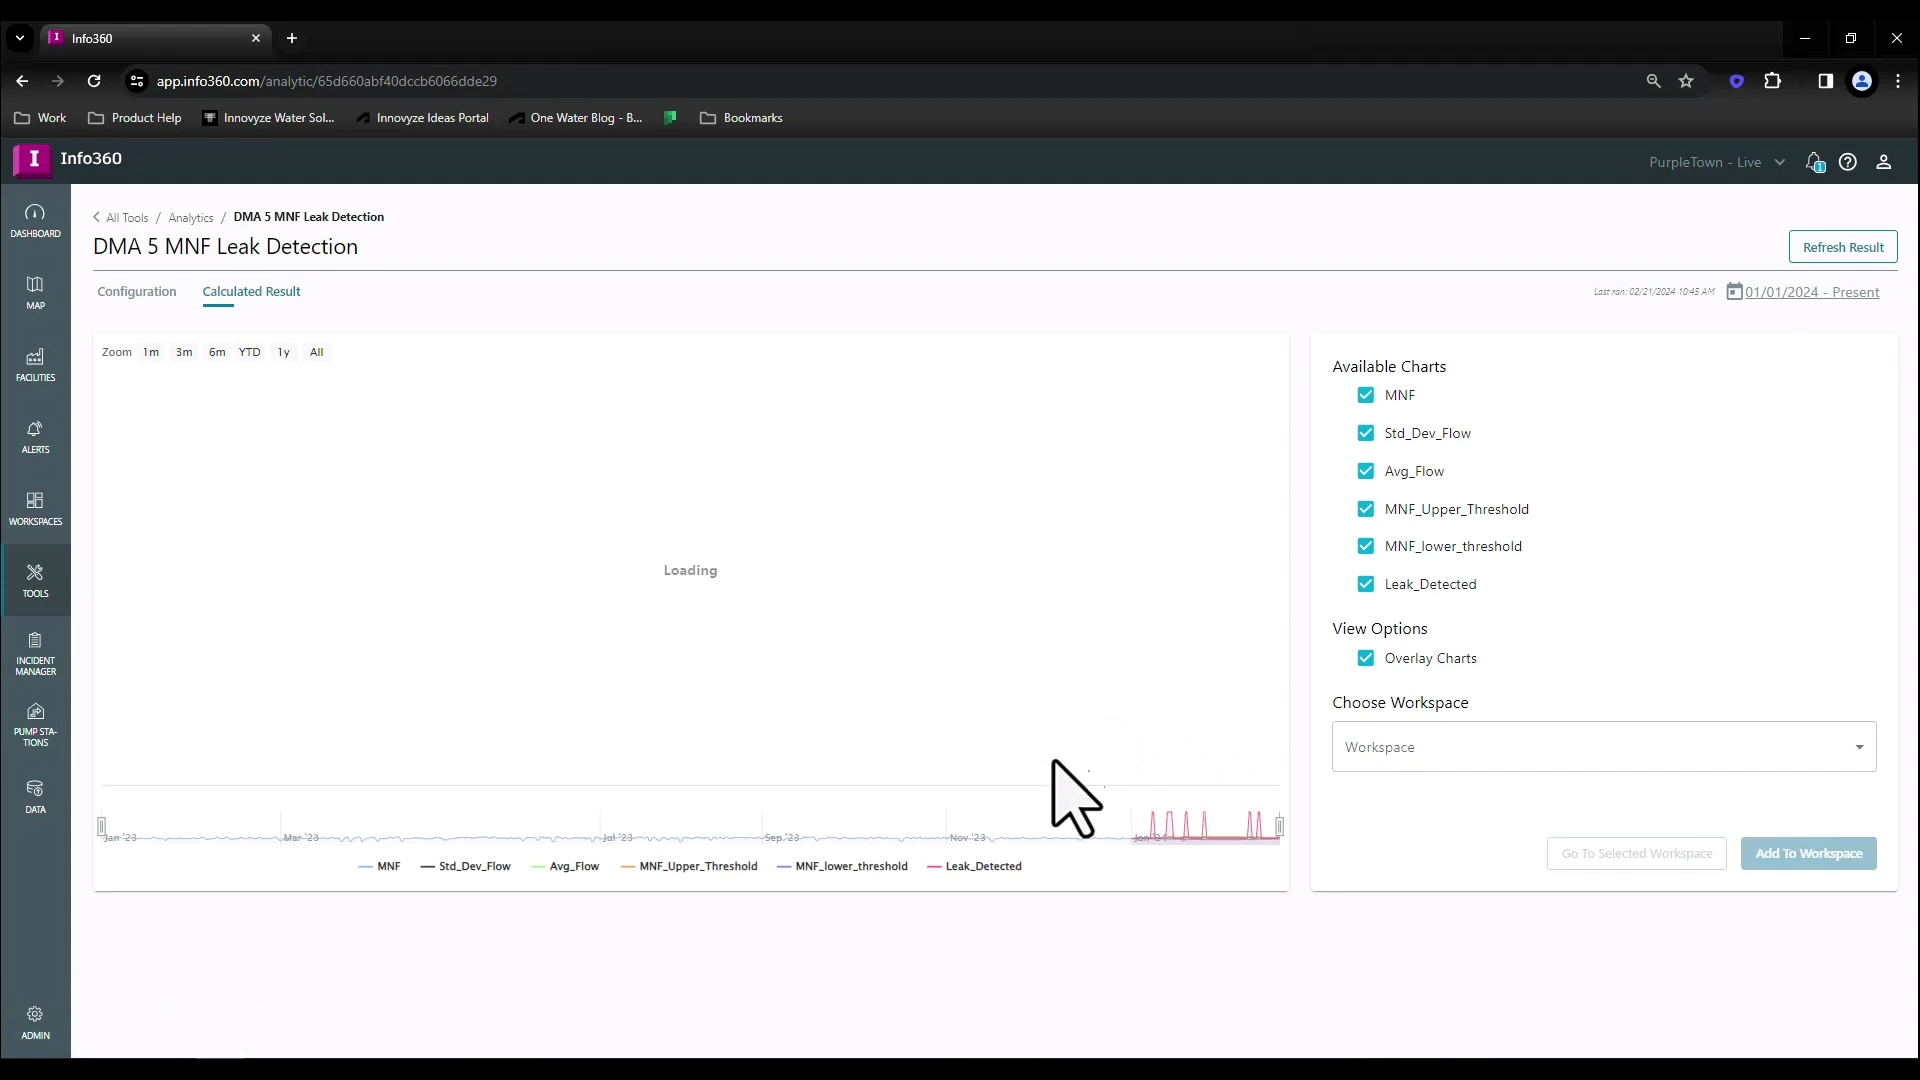 Info360
app.info360.com/analytic/65d660abf40dccb6066dde29
Work
Product Help
Innovyze Water Sol...
Innovyze Ideas Portal
One Water Blog - B...
Bookmarks
I Info360
PurpleTown - Live
1
DASHBOARD
MAP
FACILITIES
ALERTS
WORKSPACES
TOOLS
INCIDENT
MANAGER
PUMP STA-
TIONS
DATA
ADMIN
All Tools / Analytics / DMA 5 MNF Leak Detection
DMA 5 MNF Leak Detection
Refresh Result
Configuration
Calculated Result
Last ran: 02/21/2024 10:45 AM
01/01/2024 - Present
Zoom 1m 3m 6m YTD 1y All
Loading
Jan '23 Mar '23 Jul '23 Sep '23 Nov '23 Jan '24
MNF Std_Dev_Flow Avg_Flow MNF_Upper_Threshold MNF_lower_threshold Leak_Detected
Available Charts
MNF
Std_Dev_Flow
Avg_Flow
MNF_Upper_Threshold
MNF_lower_threshold
Leak_Detected
View Options
Overlay Charts
Choose Workspace
Workspace
Go To Selected Workspace
Add To Workspace